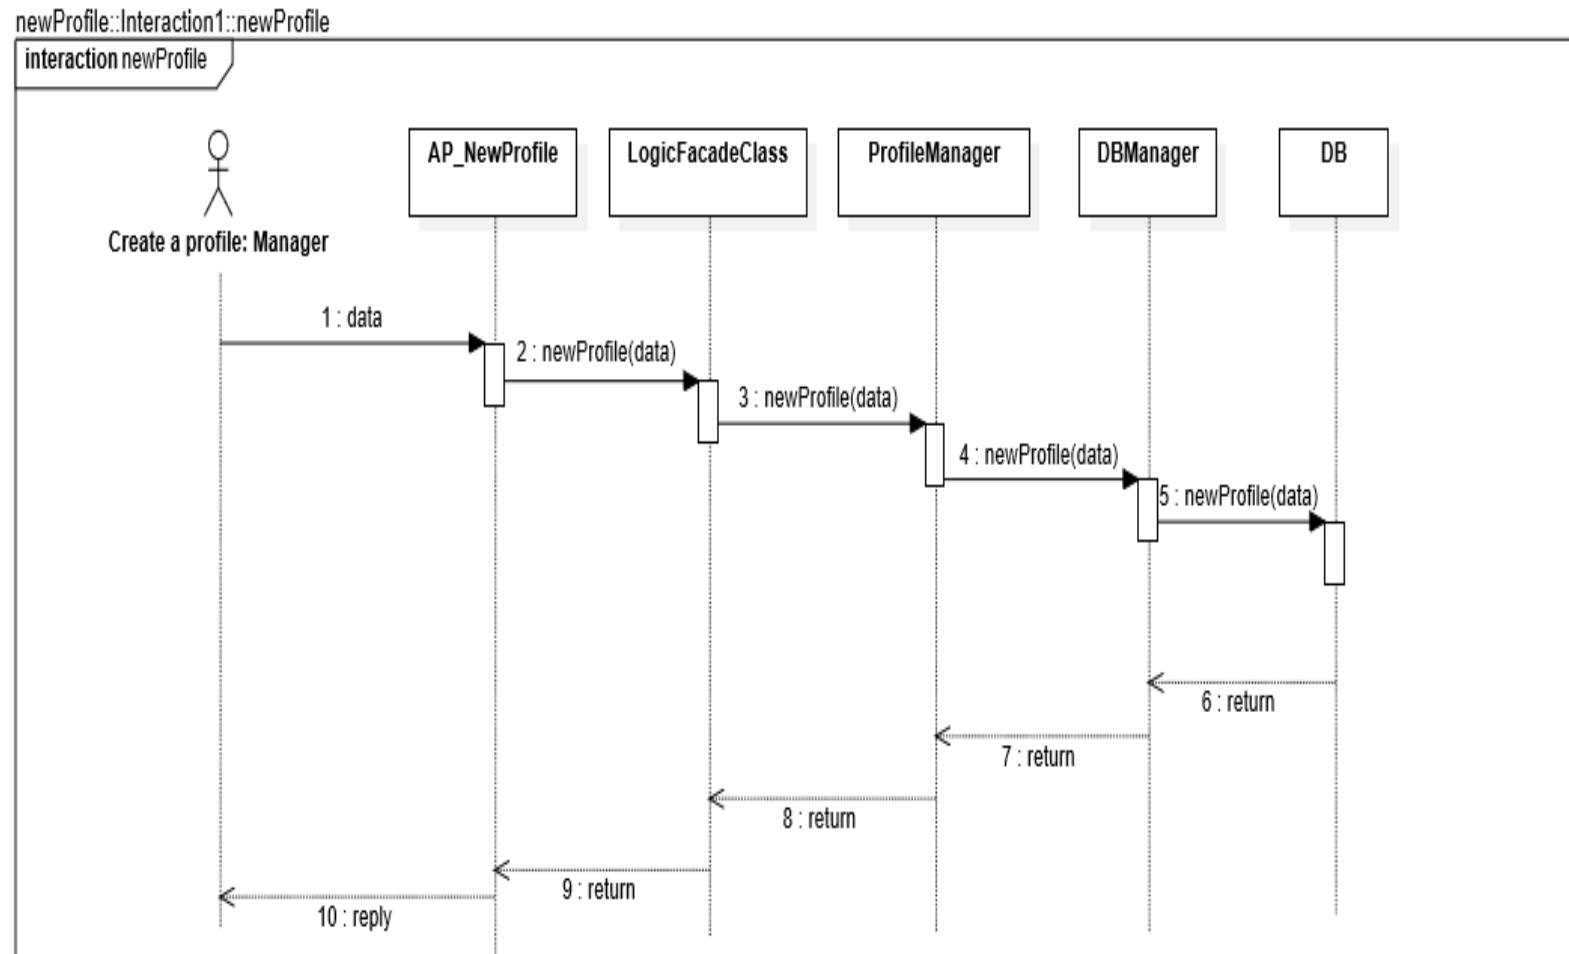 newProfile::Interaction1::newProfile
interaction newProfile
AP_NewProfile
LogicFacadeClass
ProfileManager
DBManager
DB
Create a profile: Manager
1 : data
2 : newProfile(data)
3 : newProfile(data)
4 : newProfile(data)
5 : newProfile(data)
6 : return
7 : return
8 : return
9 : return
10 : reply